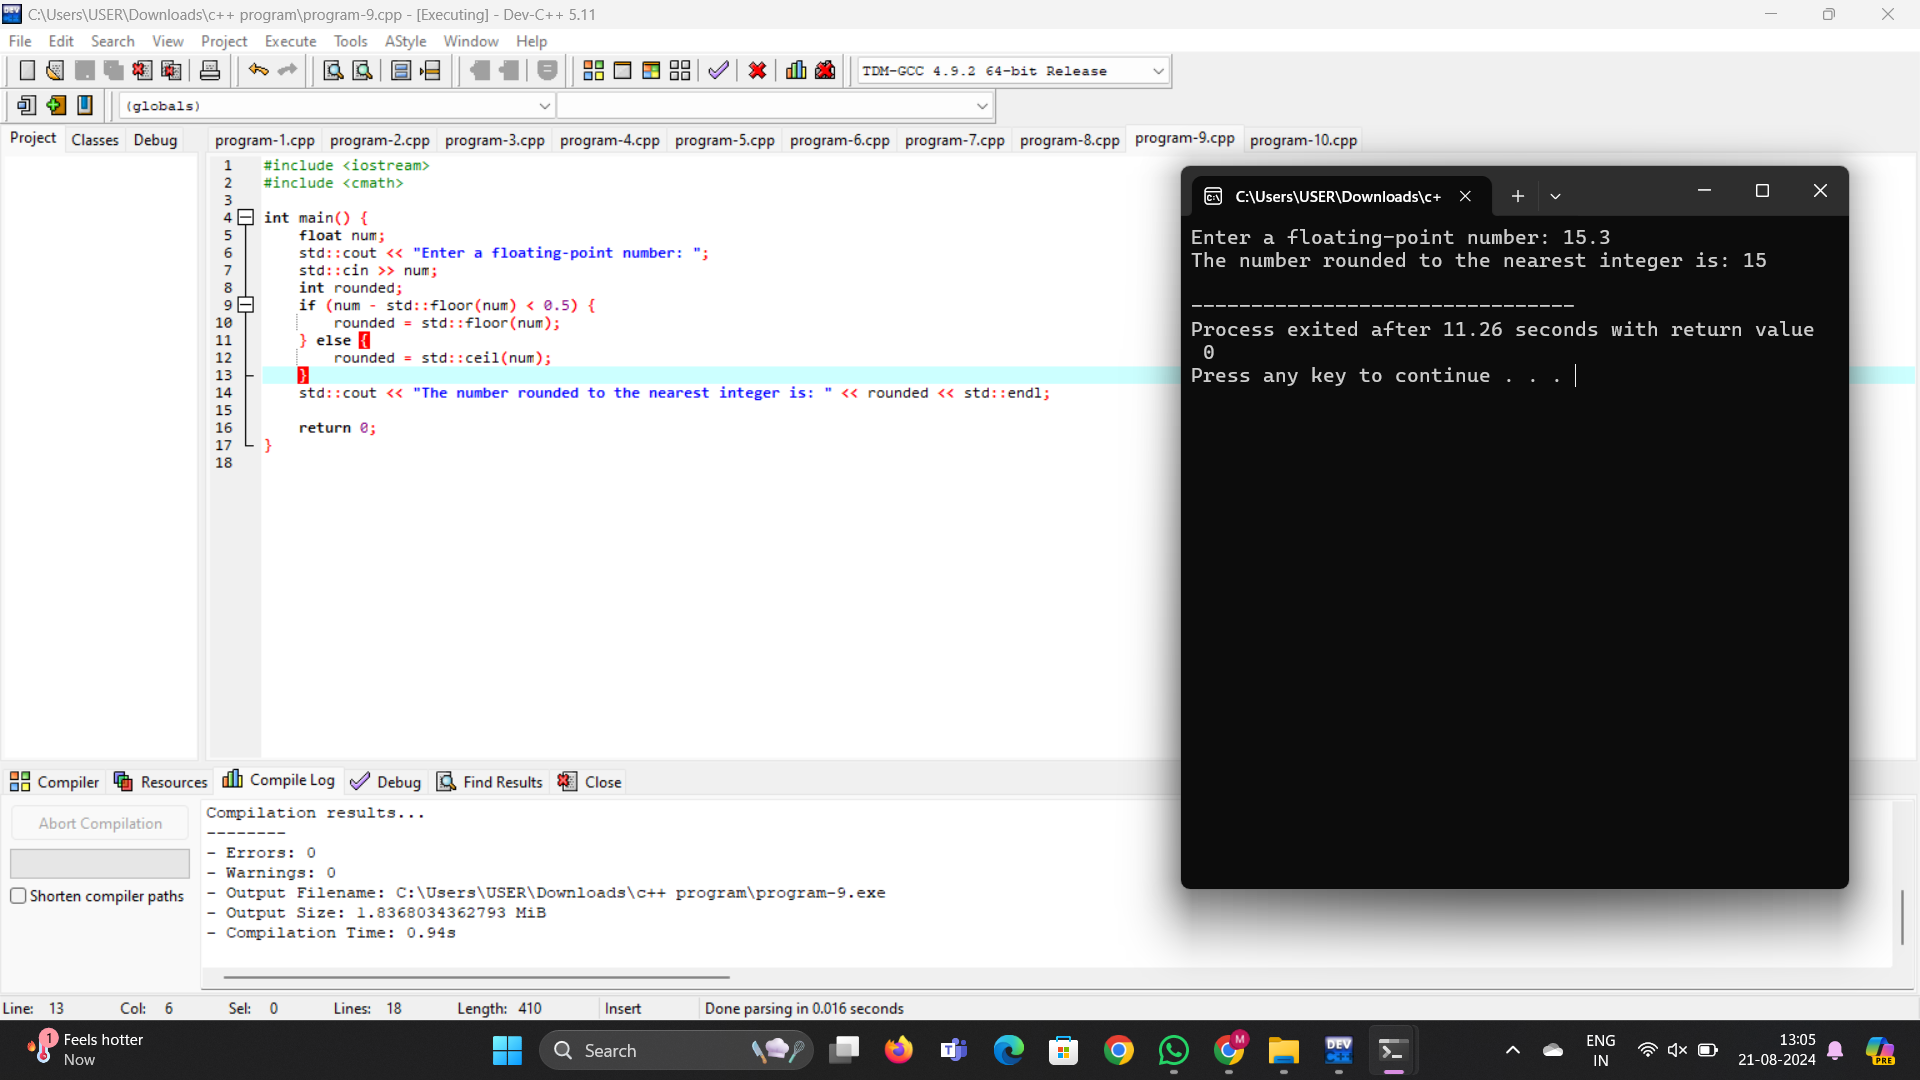 C:\Users\USER\Downloads\c++ program\program-9.cpp - [Executing] - Dev-C++ 5.11
File Edit Search View Project Execute Tools AStyle Window Help
TDM-GCC 4.9.2 64-bit Release
(globals)
Project Classes Debug
program-1.cpp program-2.cpp program-3.cpp program-4.cpp program-5.cpp program-6.cpp program-7.cpp program-8.cpp program-9.cpp program-10.cpp
1 #include <iostream>
2 #include <cmath>
3
4 int main() {
5 float num;
6 std::cout << "Enter a floating-point number: ";
7 std::cin >> num;
8 int rounded;
9 if (num - std::floor(num) < 0.5) {
10 rounded = std::floor(num);
11 } else {
12 rounded = std::ceil(num);
13 }
14 std::cout << "The number rounded to the nearest integer is: " << rounded << std::endl;
15
16 return 0;
17 }
18
C:\Users\USER\Downloads\c+
Enter a floating-point number: 15.3
The number rounded to the nearest integer is: 15
--------------------------------
Process exited after 11.26 seconds with return value
0
Press any key to continue . . .
Compiler Resources Compile Log Debug Find Results Close
Abort Compilation
Shorten compiler paths
Compilation results...
--------
- Errors: 0
- Warnings: 0
- Output Filename: C:\Users\USER\Downloads\c++ program\program-9.exe
- Output Size: 1.8368034362793 MiB
- Compilation Time: 0.94s
Line: 13 Col: 6 Sel: 0 Lines: 18 Length: 410 Insert Done parsing in 0.016 seconds
1
Feels hotter
Now
Search
M
DEV
ENG
IN
13:05
21-08-2024
PRE